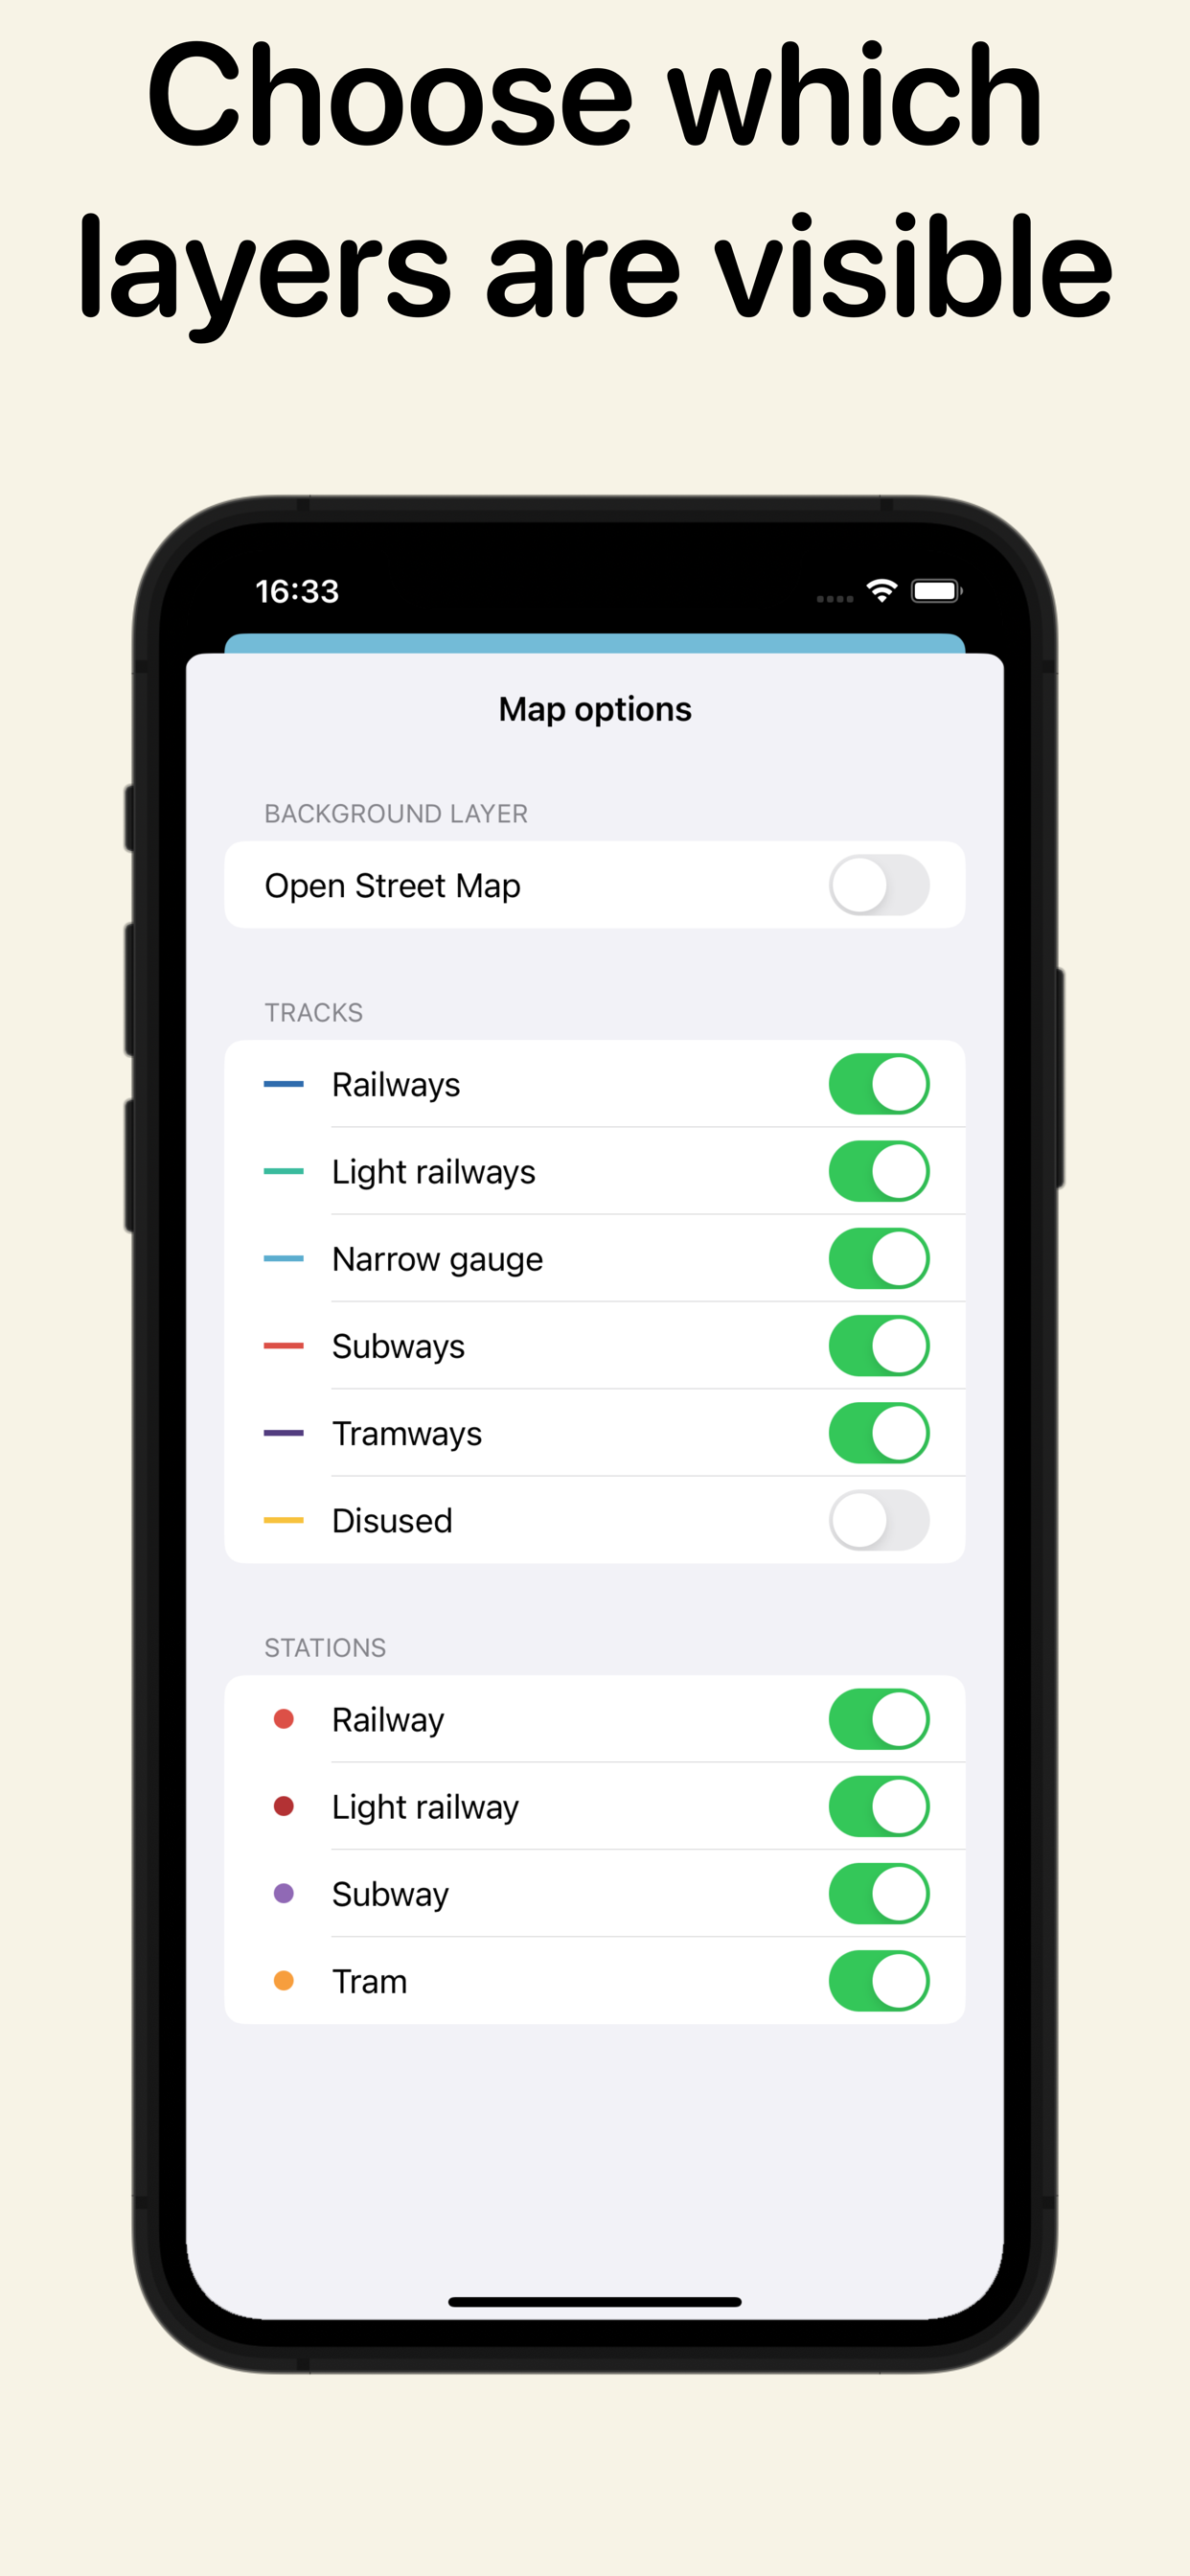 Choose which
layers are visible
16:33
Map options
BACKGROUND LAYER
Open Street Map
TRACKS
Railways
Light railways
Narrow gauge
Subways
Tramways
Disused
STATIONS
Railway
Light railway
Subway
Tram